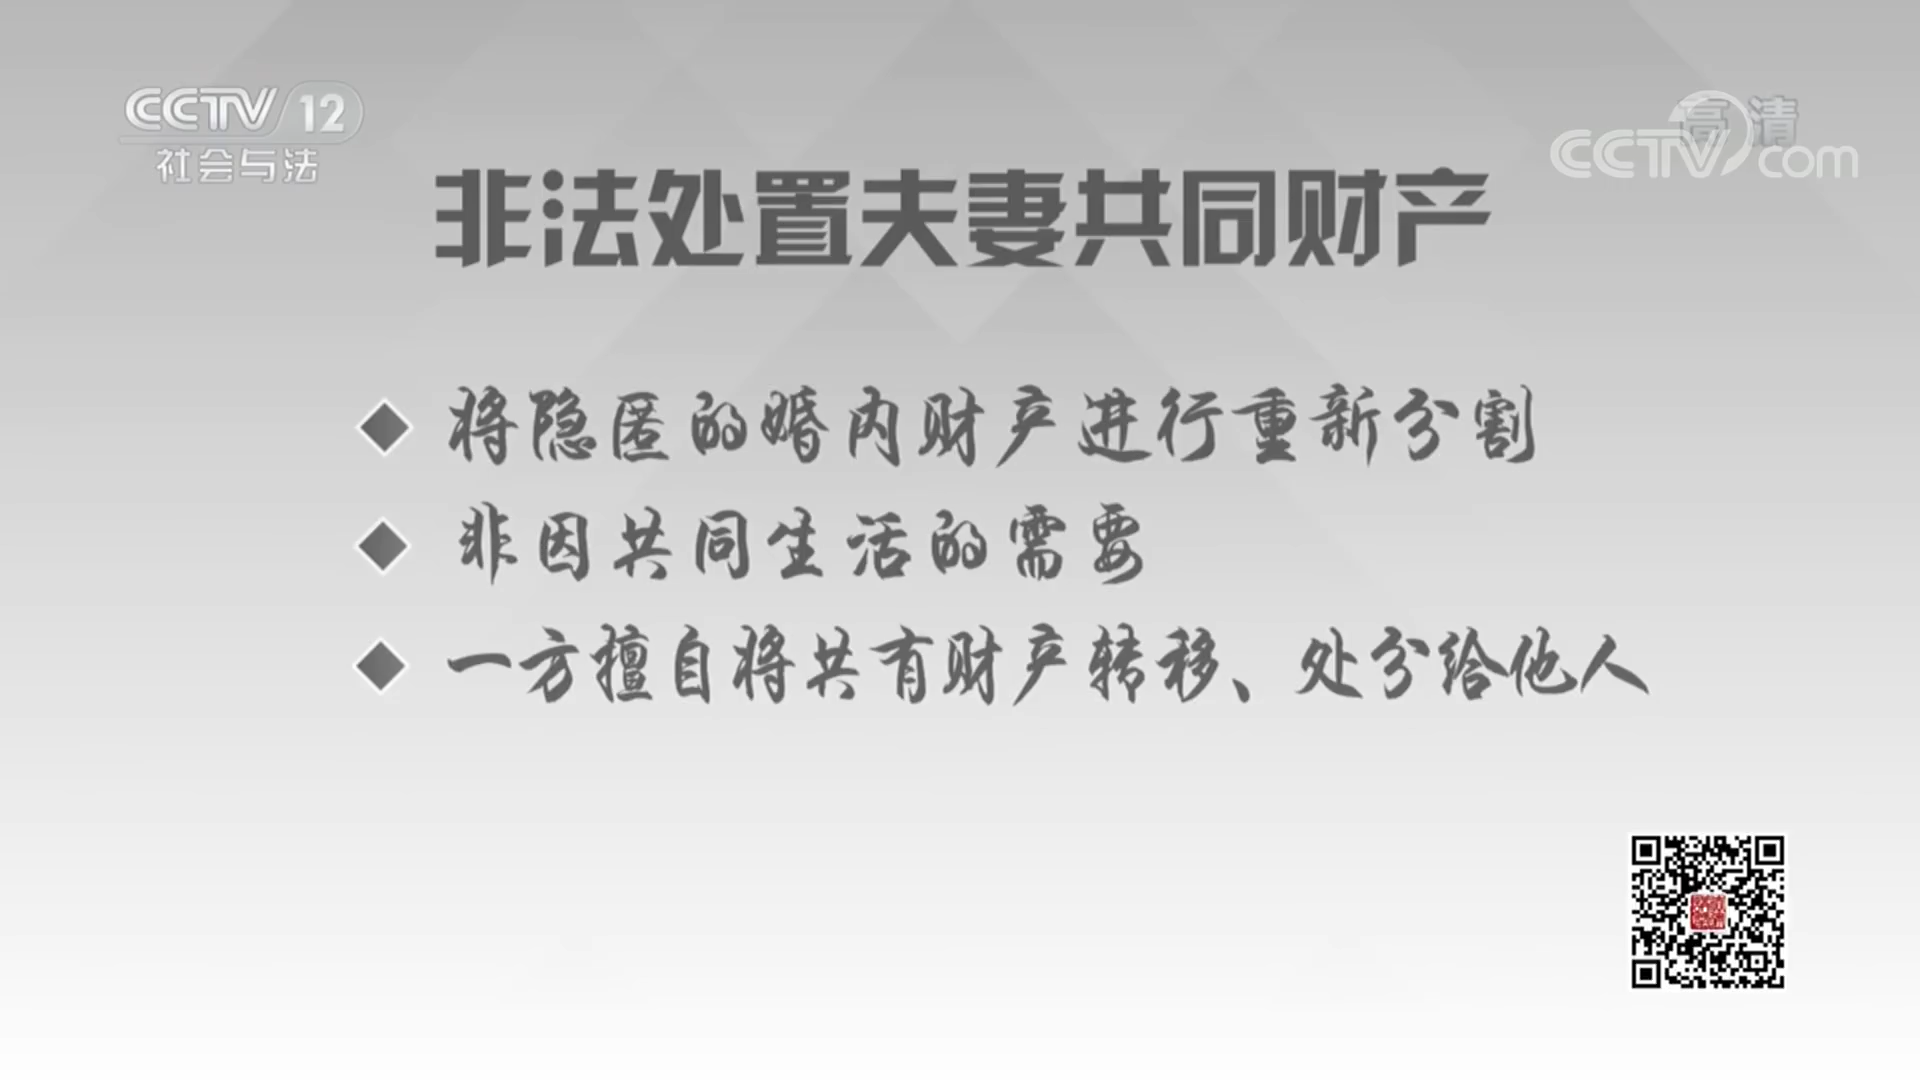 CCTV 12
社会与法
高清
CCTV.com
非法处置夫妻共同财产
将隐匿的婚内财产进行重新分割
非因共同生活的需要
一方擅自将共有财产转移、处分给他人